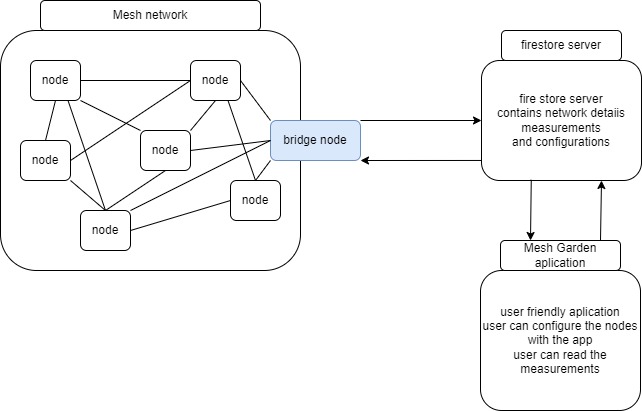 Mesh network
firestore server
node
node
fire store server
contains network details
measurements
and configurations
bridge node
node
node
node
node
Mesh Garden
aplication
user friendly aplication
user can configure the nodes
with the app
user can read the
measurements